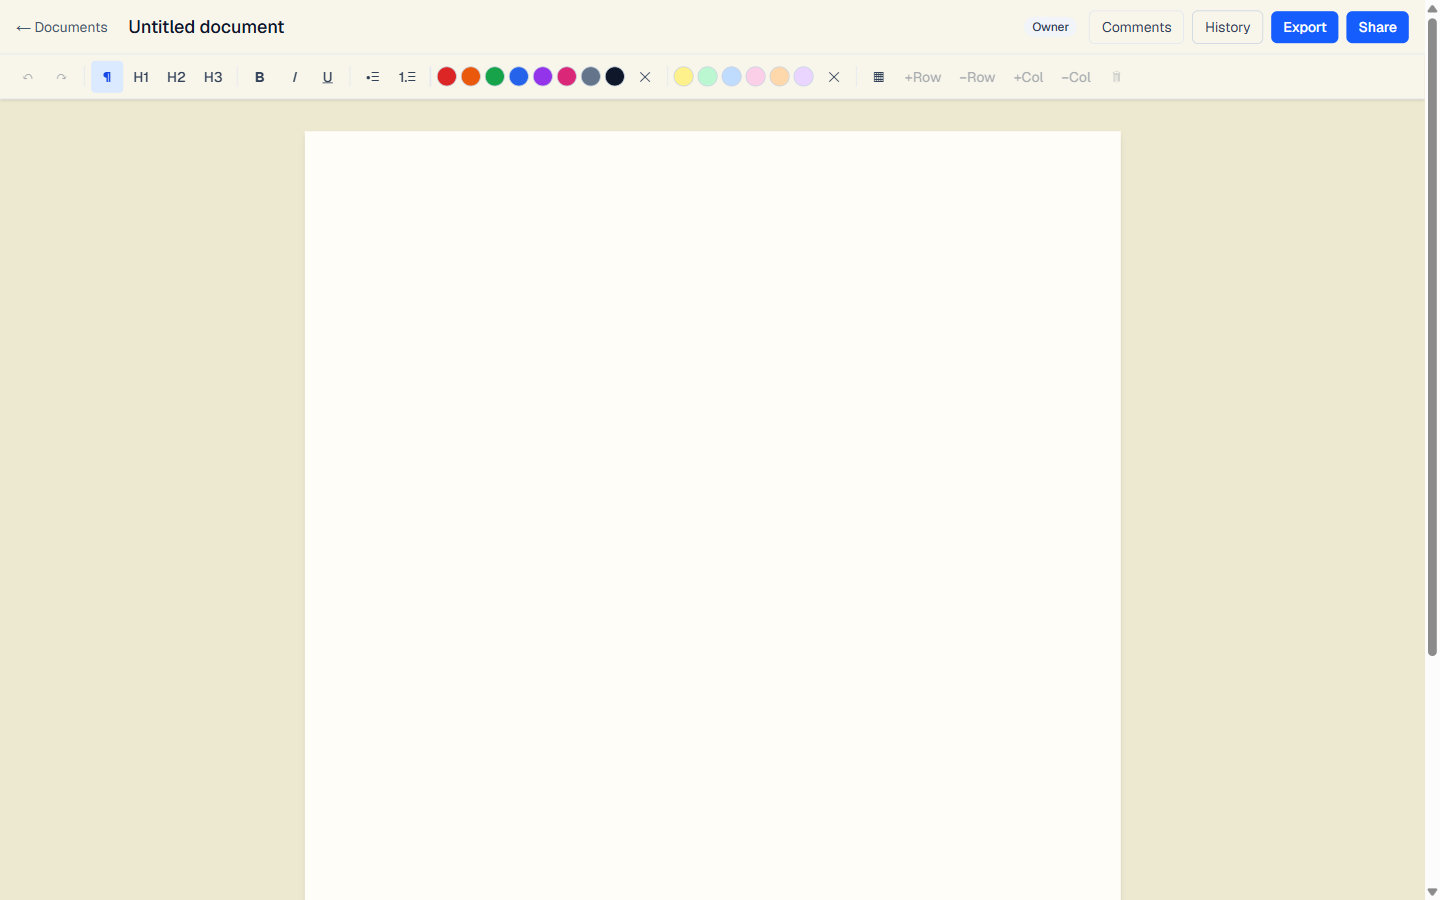 ← Documents Untitled document Owner Comments History Export Share
¶ H1 H2 H3 B I U 1. +Row −Row +Col −Col